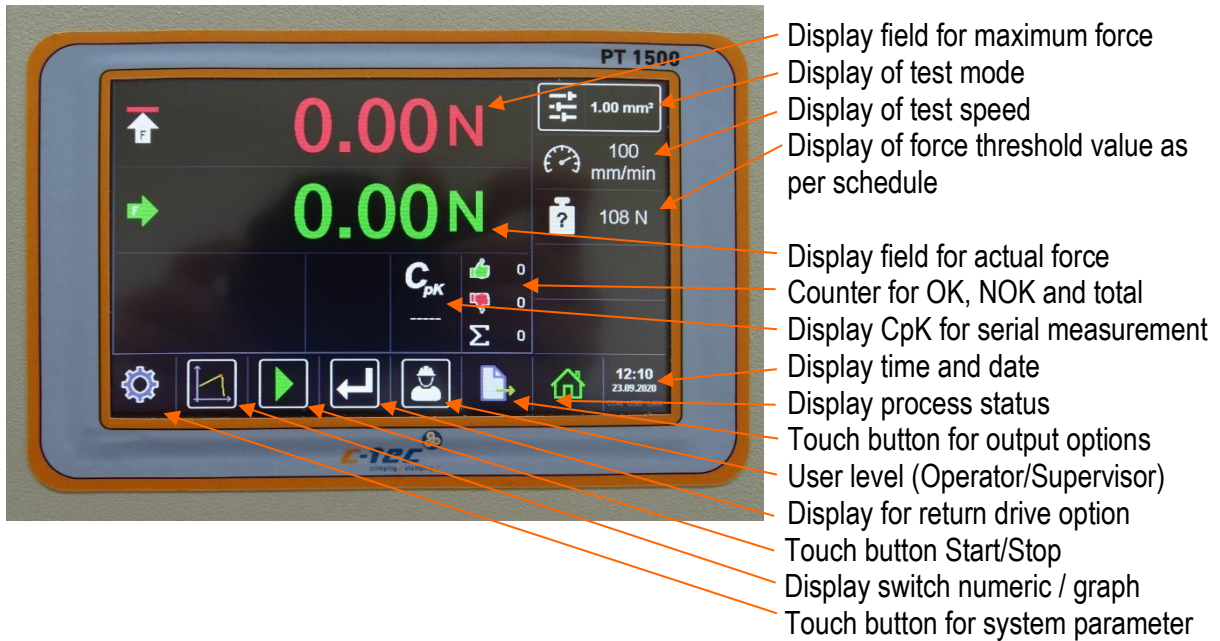 PT 1500
0.00 N
1.00 mm²
100
mm/min
F
0.00 N
F
?
108 N
CpK
-----
0
0
Σ 0
12:10
23.09.2020
c-tec
crimping / stamping /
Display field for maximum force
Display of test mode
Display of test speed
Display of force threshold value as
per schedule
Display field for actual force
Counter for OK, NOK and total
Display CpK for serial measurement
Display time and date
Display process status
Touch button for output options
User level (Operator/Supervisor)
Display for return drive option
Touch button Start/Stop
Display switch numeric / graph
Touch button for system parameter